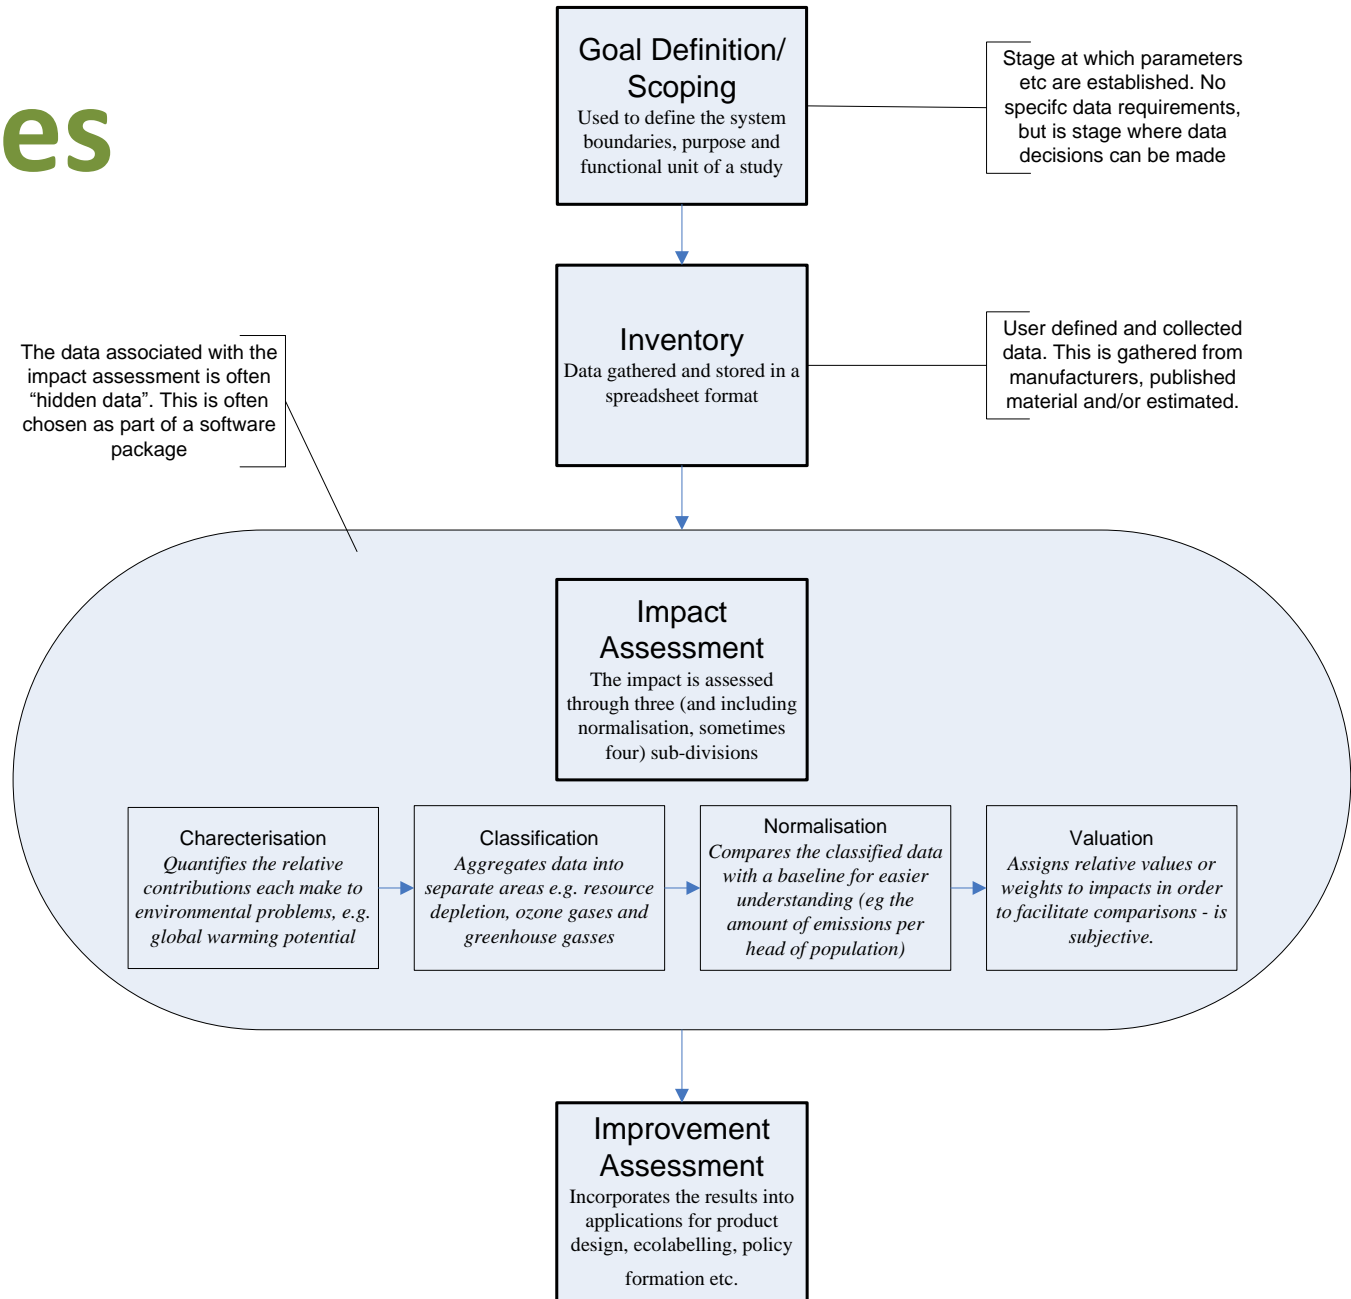 es
Goal Definition/
Scoping
Used to define the system
boundaries, purpose and
functional unit of a study
Stage at which parameters
etc are established. No
specifc data requirements,
but is stage where data
decisions can be made
Inventory
Data gathered and stored in a
spreadsheet format
User defined and collected
data. This is gathered from
manufacturers, published
material and/or estimated.
The data associated with the
impact assessment is often
“hidden data”. This is often
chosen as part of a software
package
Impact
Assessment
The impact is assessed
through three (and including
normalisation, sometimes
four) sub-divisions
Charecterisation
Quantifies the relative
contributions each make to
environmental problems, e.g.
global warming potential
Classification
Aggregates data into
separate areas e.g. resource
depletion, ozone gases and
greenhouse gasses
Normalisation
Compares the classified data
with a baseline for easier
understanding (eg the
amount of emissions per
head of population)
Valuation
Assigns relative values or
weights to impacts in order
to facilitate comparisons - is
subjective.
Improvement
Assessment
Incorporates the results into
applications for product
design, ecolabelling, policy
formation etc.